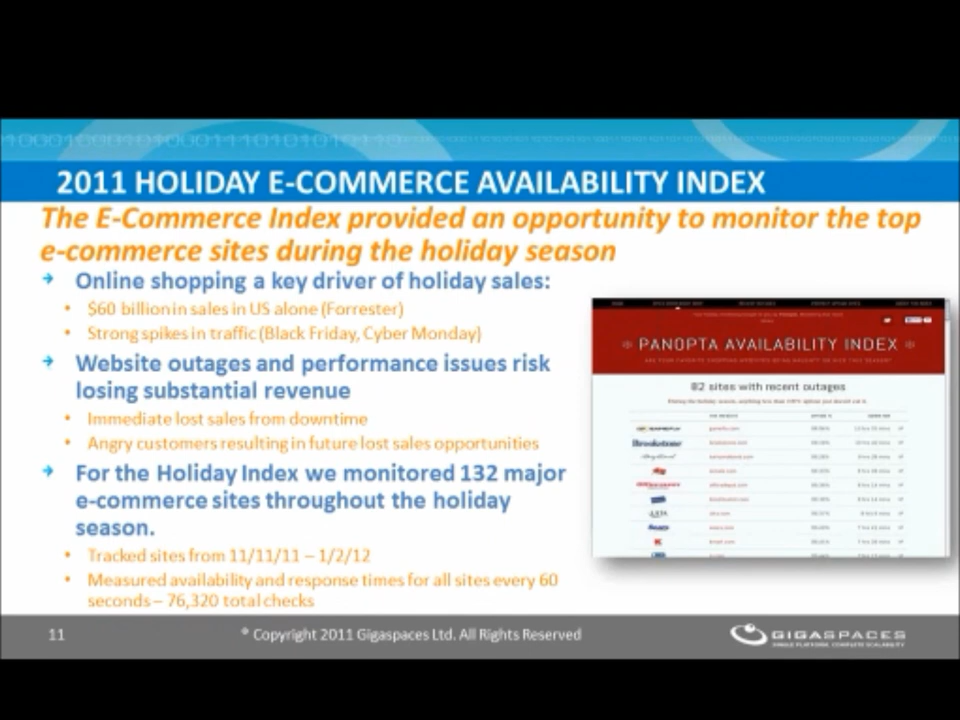 2011 HOLIDAY E-COMMERCE AVAILABILITY INDEX
The E-Commerce Index provided an opportunity to monitor the top
e-commerce sites during the holiday season
Online shopping a key driver of holiday sales:
• $60 billion in sales in US alone (Forrester)
• Strong spikes in traffic (Black Friday, Cyber Monday)
Website outages and performance issues risk
losing substantial revenue
• Immediate lost sales from downtime
• Angry customers resulting in future lost sales opportunities
For the Holiday Index we monitored 132 major
e-commerce sites throughout the holiday
season.
• Tracked sites from 11/11/11 – 1/2/12
• Measured availability and response times for all sites every 60
seconds – 76,320 total checks
PANOPTA AVAILABILITY INDEX
82 sites with recent outages
Brookstone
11
® Copyright 2011 Gigaspaces Ltd. All Rights Reserved
GIGASPACES
SINGLE PLATFORM. COMPLETE SCALABILITY